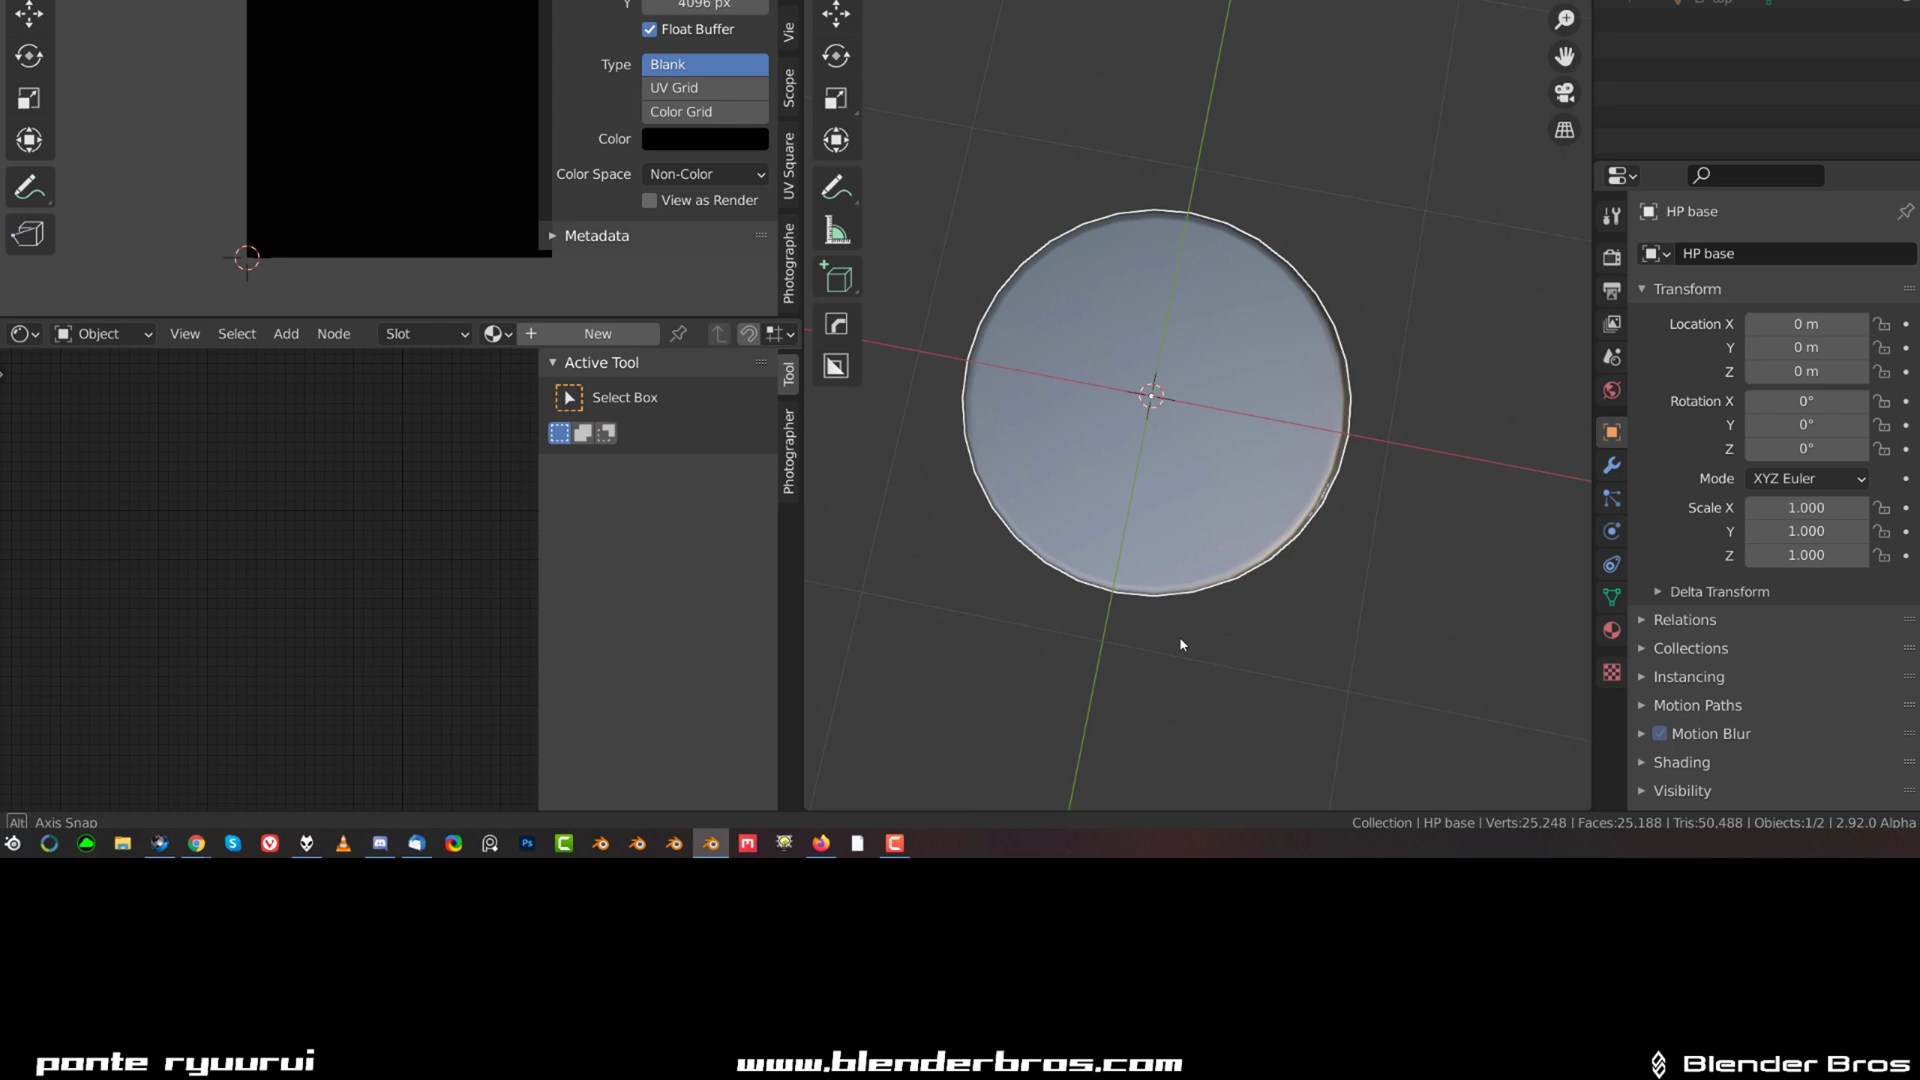 Y 4096 px
Float Buffer
Type Blank
UV Grid
Color Grid
Color
Color Space Non-Color
View as Render
Metadata
Vie
Scope
UV Square
Photographe
Object View Select Add Node Slot New
Active Tool
Select Box
Tool
Photographer
HP base
HP base
Transform
Location X 0 m
Y 0 m
Z 0 m
Rotation X 0°
Y 0°
Z 0°
Mode XYZ Euler
Scale X 1.000
Y 1.000
Z 1.000
Delta Transform
Relations
Collections
Instancing
Motion Paths
Motion Blur
Shading
Visibility
Alt Axis Snap
Collection | HP base | Verts:25,248 | Faces:25,188 | Tris:50,488 | Objects:1/2 | 2.92.0 Alpha
ponte ryuurui
www.blenderbros.com
Blender Bros